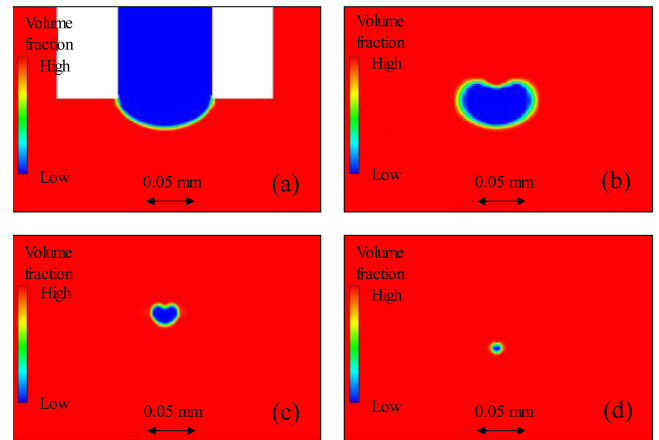 Volume
fraction
High
Low
0.05 mm
(a)
Volume
fraction
High
Low
0.05 mm
(b)
Volume
fraction
High
Low
0.05 mm
(c)
Volume
fraction
High
Low
0.05 mm
(d)